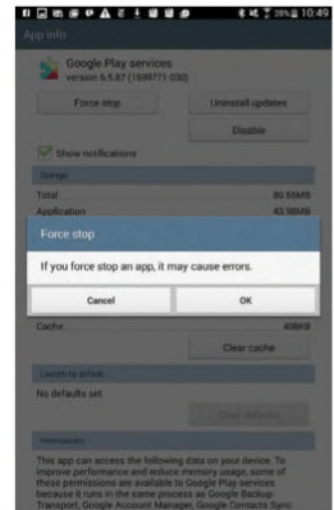 28% 10:49
App info
Google Play services
version 6.5.87 (1599771-030)
Force stop
Uninstall updates
Disable
Show notifications
Storage
Total
80.55MB
Application
43.98MB
Force stop
If you force stop an app, it may cause errors.
Cancel
OK
Cache
408KB
Clear cache
Launch by default
No defaults set
Clear defaults
Permissions
This app can access the following data on your device. To
improve performance and reduce memory usage, some of
these permissions are available to Google Play services
because it runs in the same process as Google Backup
Transport, Google Account Manager, Google Contacts Sync